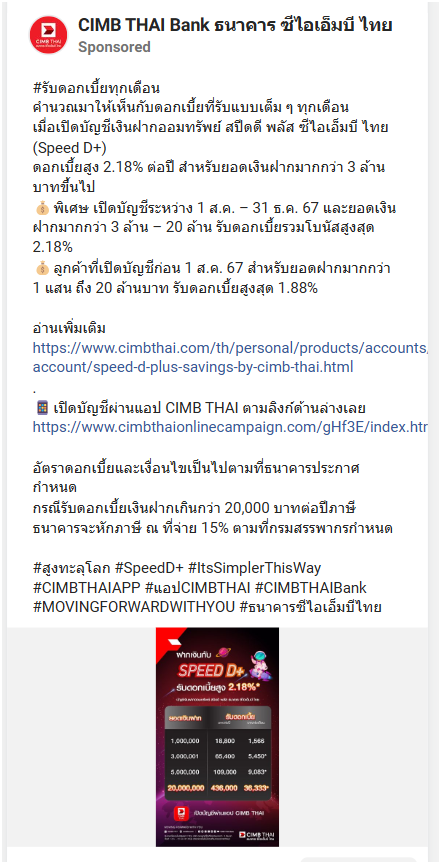 CIMB THAI Bank ธนาคาร ซีไอเอ็มบี ไทย
CIMB THAI
Sponsored
#รับดอกเบี้ยทุกเดือน
คำนวณมาให้เห็นกับดอกเบี้ยที่รับแบบเต็ม ๆ ทุกเดือน
เมื่อเปิดบัญชีเงินฝากออมทรัพย์ สปีดดี พลัส ซีไอเอ็มบี ไทย
(Speed D+)
ดอกเบี้ยสูง 2.18% ต่อปี สำหรับยอดเงินฝากมากกว่า 3 ล้าน
บาทขึ้นไป
💰 พิเศษ เปิดบัญชีระหว่าง 1 ส.ค. – 31 ธ.ค. 67 และยอดเงิน
ฝากมากกว่า 3 ล้าน – 20 ล้าน รับดอกเบี้ยรวมโบนัสสูงสุด
2.18%
💰 ลูกค้าที่เปิดบัญชีก่อน 1 ส.ค. 67 สำหรับยอดฝากมากกว่า
1 แสน ถึง 20 ล้านบาท รับดอกเบี้ยสูงสุด 1.88%
อ่านเพิ่มเติม
https://www.cimbthai.com/th/personal/products/accounts/
account/speed-d-plus-savings-by-cimb-thai.html
.
📱 เปิดบัญชีผ่านแอป CIMB THAI ตามลิงก์ด้านล่างเลย
https://www.cimbthaionlinecampaign.com/gHf3E/index.htm
อัตราดอกเบี้ยและเงื่อนไขเป็นไปตามที่ธนาคารประกาศ
กำหนด
กรณีรับดอกเบี้ยเงินฝากเกินกว่า 20,000 บาทต่อปีภาษี
ธนาคารจะหักภาษี ณ ที่จ่าย 15% ตามที่กรมสรรพากรกำหนด
#สูงทะลุโลก #SpeedD+ #ItsSimplerThisWay
#CIMBTHAIAPP #แอปCIMBTHAI #CIMBTHAIBank
#MOVINGFORWARDWITHYOU #ธนาคารซีไอเอ็มบีไทย
ฝากเงินกับ
SPEED D+
รับดอกเบี้ยสูง 2.18%*
ยอดเงินฝาก รับดอกเบี้ย
1,000,000 18,800 1,566
3,000,001 65,400 5,450*
5,000,000 109,000 9,083*
20,000,000 436,000 36,333*
เปิดบัญชีผ่านแอป CIMB THAI
CIMB THAI